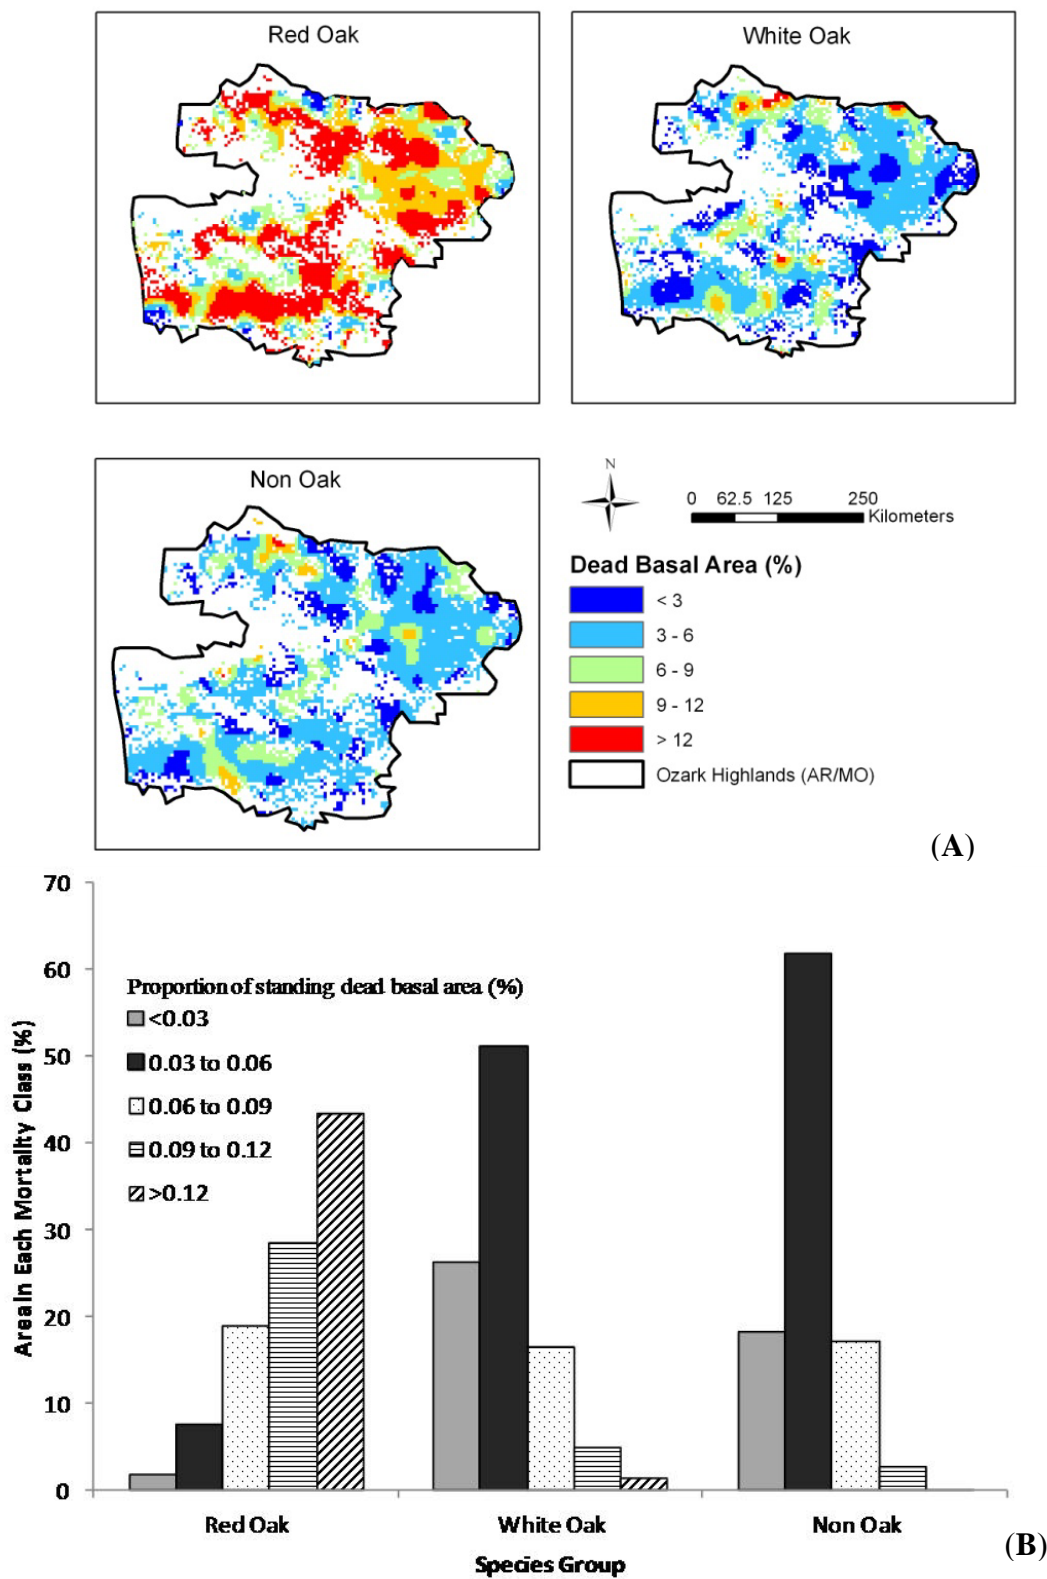 Red Oak
White Oak
Non Oak
N
0 62.5 125 250
Kilometers
Dead Basal Area (%)
< 3
3 - 6
6 - 9
9 - 12
> 12
Ozark Highlands (AR/MO)
(A)
70
60
50
40
30
20
10
0
Area In Each Mortality Class (%)
Proportion of standing dead basal area (%)
<0.03
0.03 to 0.06
0.06 to 0.09
0.09 to 0.12
>0.12
Red Oak White Oak Non Oak
Species Group
(B)